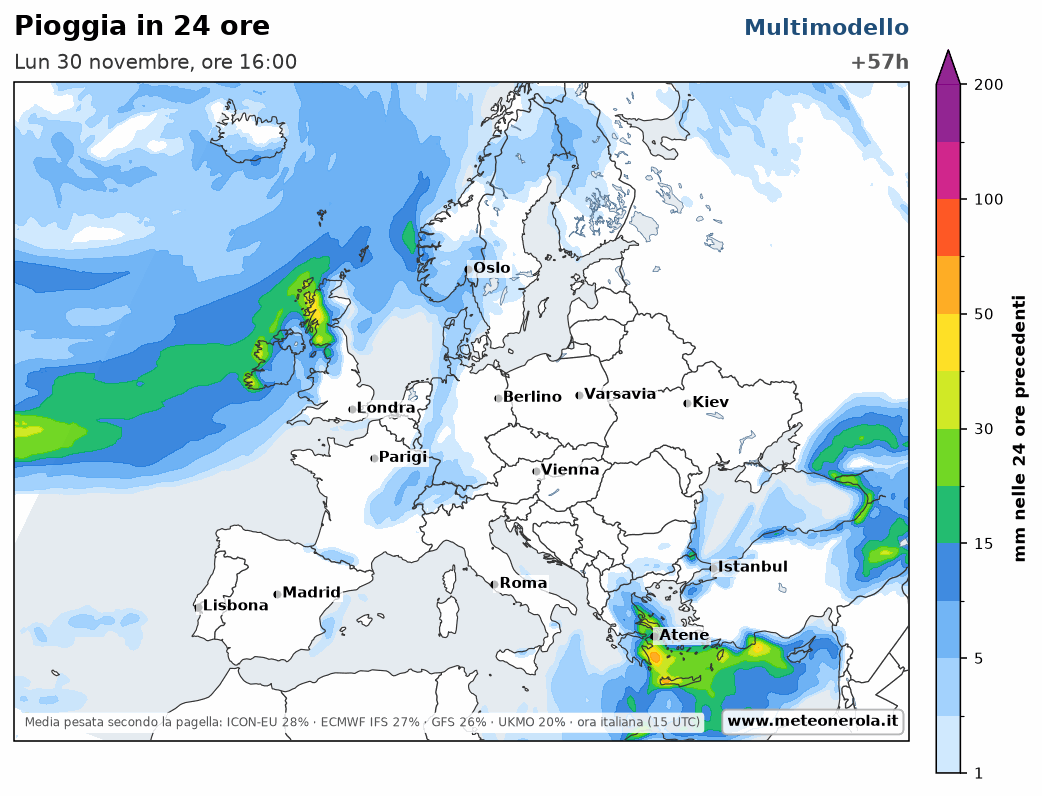 Pioggia in 24 ore
Multimodello
Lun 30 novembre, ore 16:00
+57h
200
100
50
30
15
5
1
mm nelle 24 ore precedenti
Oslo
Londra
Berlino
Varsavia
Kiev
Parigi
Vienna
Istanbul
Roma
Madrid
Lisbona
Atene
Media pesata secondo la pagella: ICON-EU 28% · ECMWF IFS 27% · GFS 26% · UKMO 20% · ora italiana (15 UTC)
www.meteonerola.it